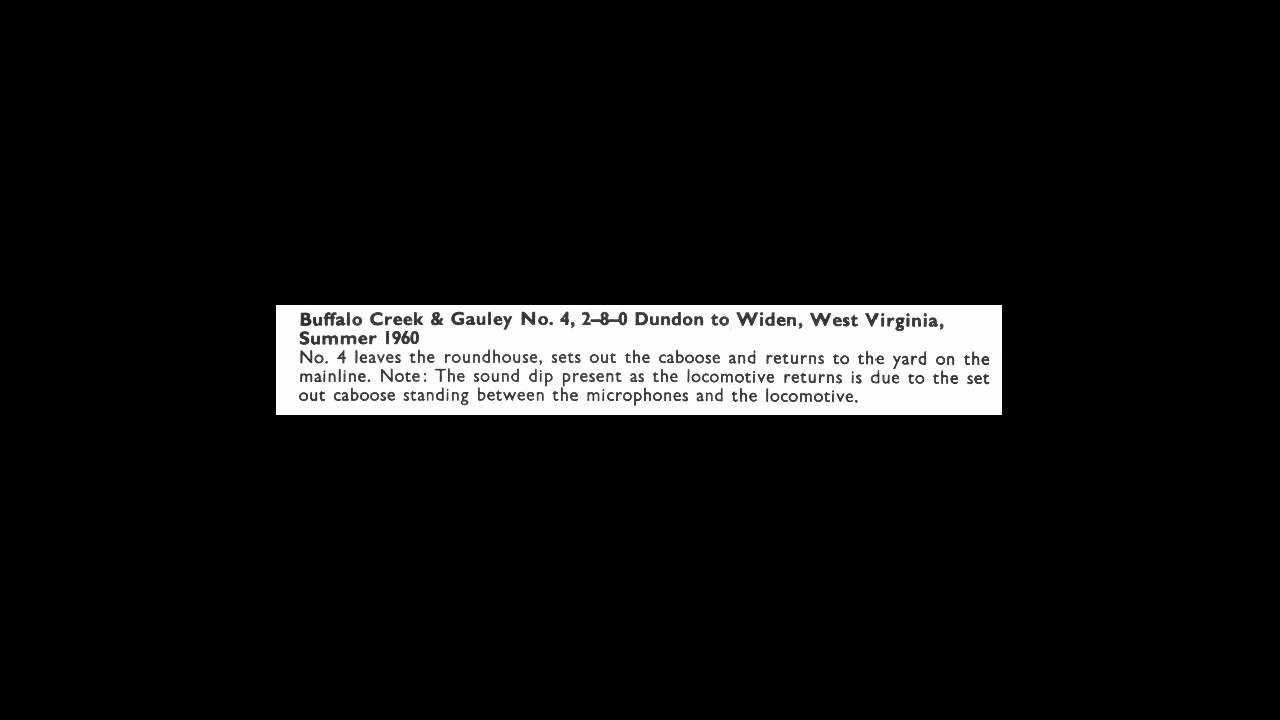 Buffalo Creek & Gauley No. 4, 2–8–0 Dundon to Widen, West Virginia,
Summer 1960
No. 4 leaves the roundhouse, sets out the caboose and returns to the yard on the
mainline. Note: The sound dip present as the locomotive returns is due to the set
out caboose standing between the microphones and the locomotive.